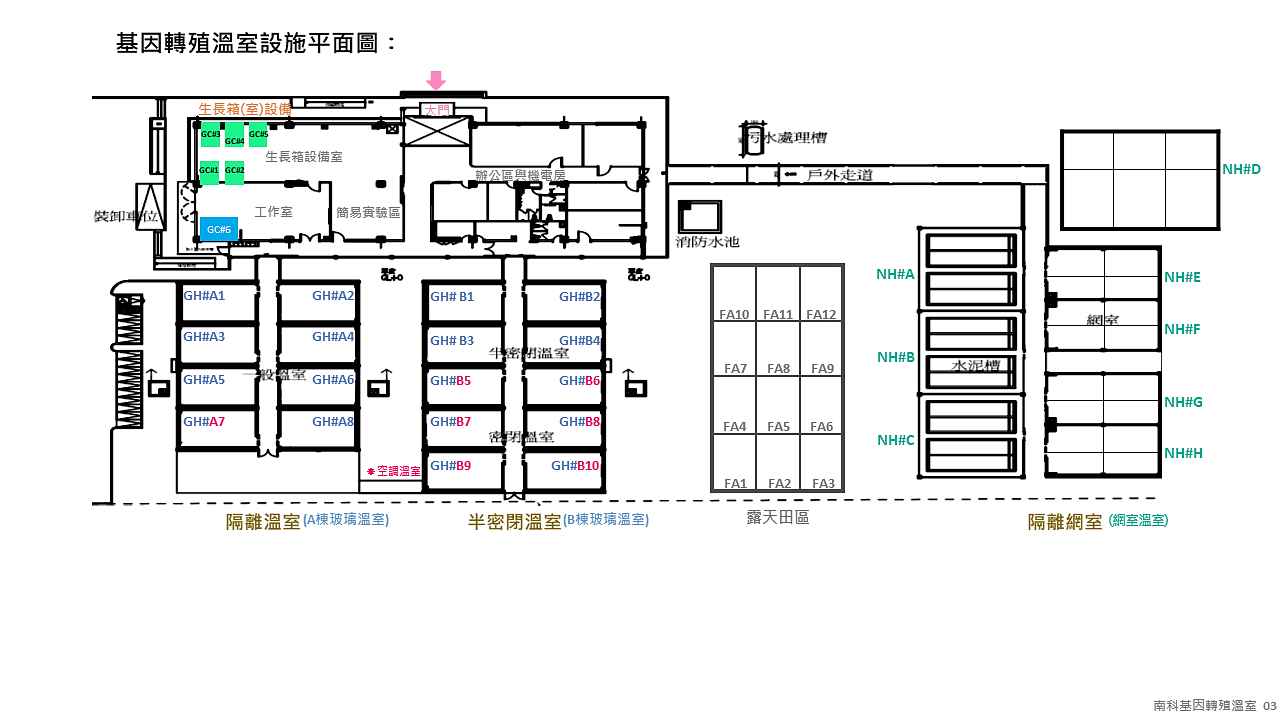 基因轉殖溫室設施平面圖：
大門
生長箱(室)設備
GC#3
GC#4
GC#5
生長箱設備室
GC#1
GC#2
辦公區與機電房
污水處理槽
戶外走道
NH#D
裝卸車位
工作室
簡易實驗區
GC#6
消防水池
NH#A
NH#E
GH#A1
GH#A2
GH# B1
GH#B2
FA10
FA11
FA12
網室
NH#F
GH#A3
GH#A4
GH# B3
GH#B4
半密閉溫室
NH#B
水泥槽
FA7
FA8
FA9
一般溫室
GH#A5
GH#A6
GH#B5
GH#B6
NH#G
GH#A7
GH#A8
GH#B7
GH#B8
FA4
FA5
FA6
密閉溫室
NH#C
NH#H
GH#B9
GH#B10
＊空調溫室
FA1
FA2
FA3
隔離溫室(A棟玻璃溫室)
半密閉溫室(B棟玻璃溫室)
露天田區
隔離網室 (網室溫室)
南科基因轉殖溫室 03